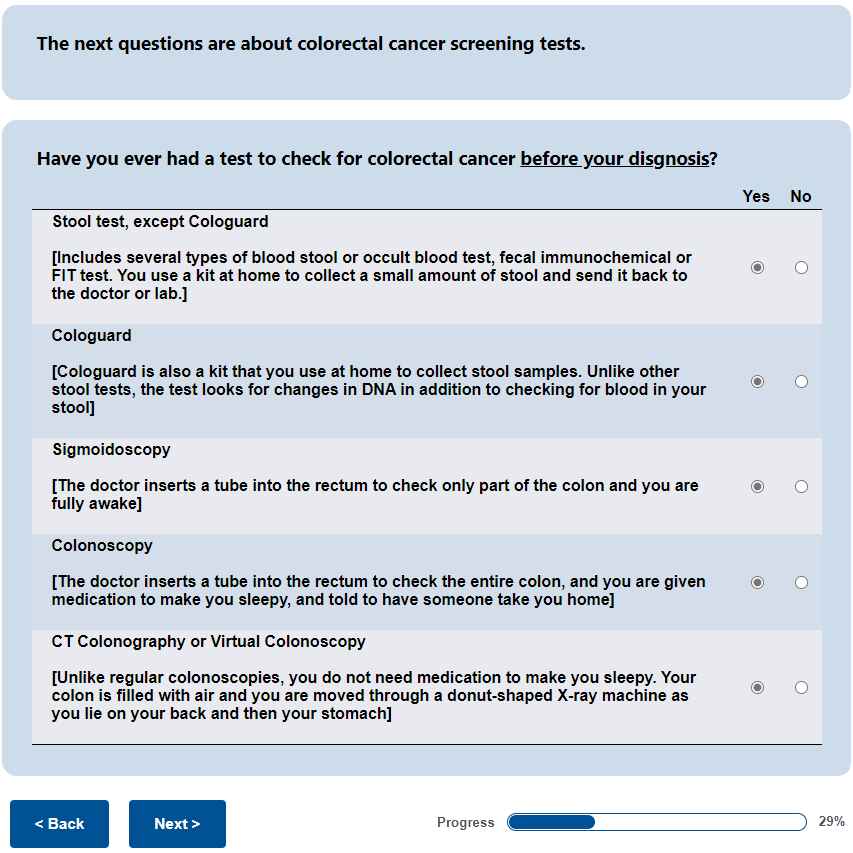 The next questions are about colorectal cancer screening tests.
Have you ever had a test to check for colorectal cancer before your disgnosis?
Yes No
Stool test, except Cologuard
[Includes several types of blood stool or occult blood test, fecal immunochemical or
FIT test. You use a kit at home to collect a small amount of stool and send it back to
the doctor or lab.]
Cologuard
[Cologuard is also a kit that you use at home to collect stool samples. Unlike other
stool tests, the test looks for changes in DNA in addition to checking for blood in your
stool]
Sigmoidoscopy
[The doctor inserts a tube into the rectum to check only part of the colon and you are
fully awake]
Colonoscopy
[The doctor inserts a tube into the rectum to check the entire colon, and you are given
medication to make you sleepy, and told to have someone take you home]
CT Colonography or Virtual Colonoscopy
[Unlike regular colonoscopies, you do not need medication to make you sleepy. Your
colon is filled with air and you are moved through a donut-shaped X-ray machine as
you lie on your back and then your stomach]
< Back Next > Progress 29%